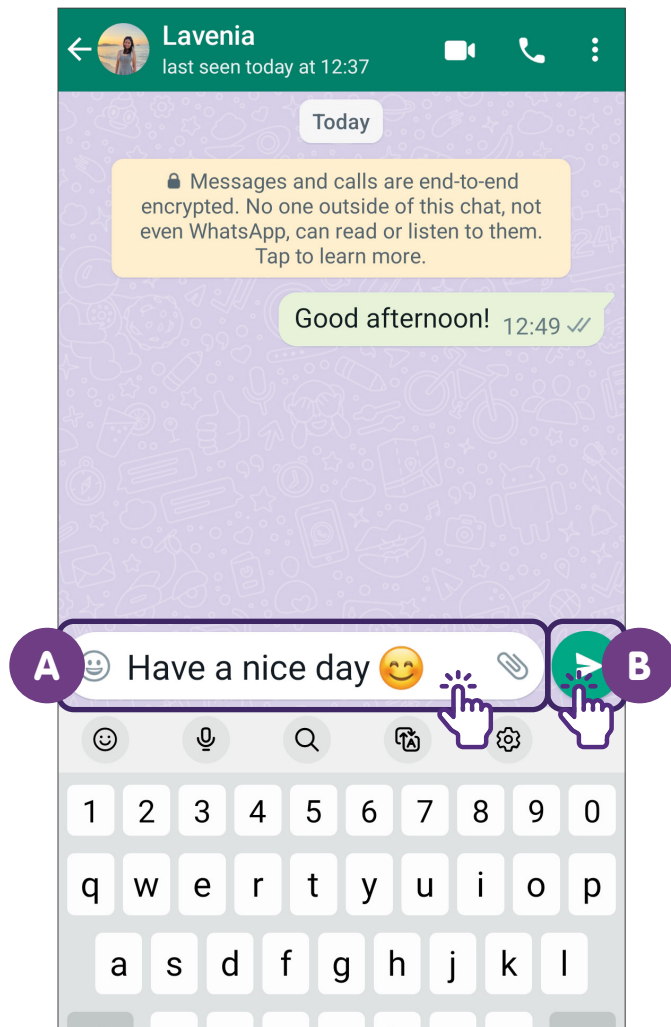 Lavenia
last seen today at 12:37
Today
Messages and calls are end-to-end
encrypted. No one outside of this chat, not
even WhatsApp, can read or listen to them.
Tap to learn more.
Good afternoon! 12:49
A Have a nice day 😊 B
1 2 3 4 5 6 7 8 9 0
q w e r t y u i o p
a s d f g h j k l